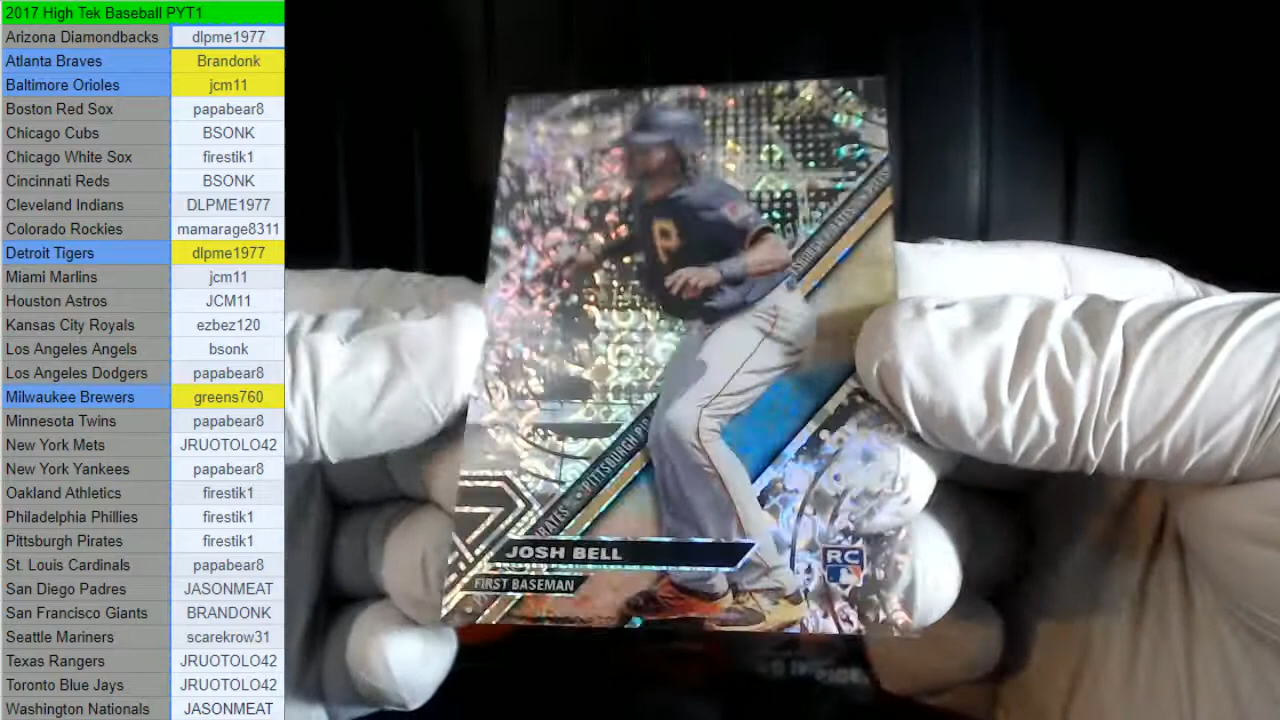 2017 High Tek Baseball PYT1
Arizona Diamondbacks dlpme1977
Atlanta Braves Brandonk
Baltimore Orioles jcm11
Boston Red Sox papabear8
Chicago Cubs BSONK
Chicago White Sox firestik1
Cincinnati Reds BSONK
Cleveland Indians DLPME1977
Colorado Rockies mamarage8311
Detroit Tigers dlpme1977
Miami Marlins jcm11
Houston Astros JCM11
Kansas City Royals ezbez120
Los Angeles Angels bsonk
Los Angeles Dodgers papabear8
Milwaukee Brewers greens760
Minnesota Twins papabear8
New York Mets JRUOTOLO42
New York Yankees papabear8
Oakland Athletics firestik1
Philadelphia Phillies firestik1
Pittsburgh Pirates firestik1
St. Louis Cardinals papabear8
San Diego Padres JASONMEAT
San Francisco Giants BRANDONK
Seattle Mariners scarekrow31
Texas Rangers JRUOTOLO42
Toronto Blue Jays JRUOTOLO42
Washington Nationals JASONMEAT
P
PITTSBURGH
JOSH BELL
FIRST BASEMAN
RC